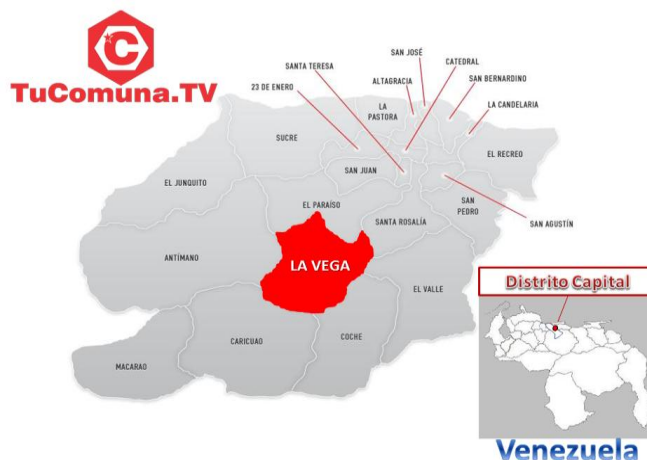 C
TuComuna.TV
SAN JOSÉ
CATEDRAL
SANTA TERESA
ALTAGRACIA
SAN BERNARDINO
23 DE ENERO
LA
PASTORA
LA CANDELARIA
SUCRE
EL RECREO
SAN JUAN
EL JUNQUITO
EL PARAÍSO
SAN
PEDRO
SANTA ROSALÍA
SAN AGUSTÍN
ANTÍMANO
LA VEGA
EL VALLE
Distrito Capital
CARICUAO
COCHE
MACARAO
Venezuela